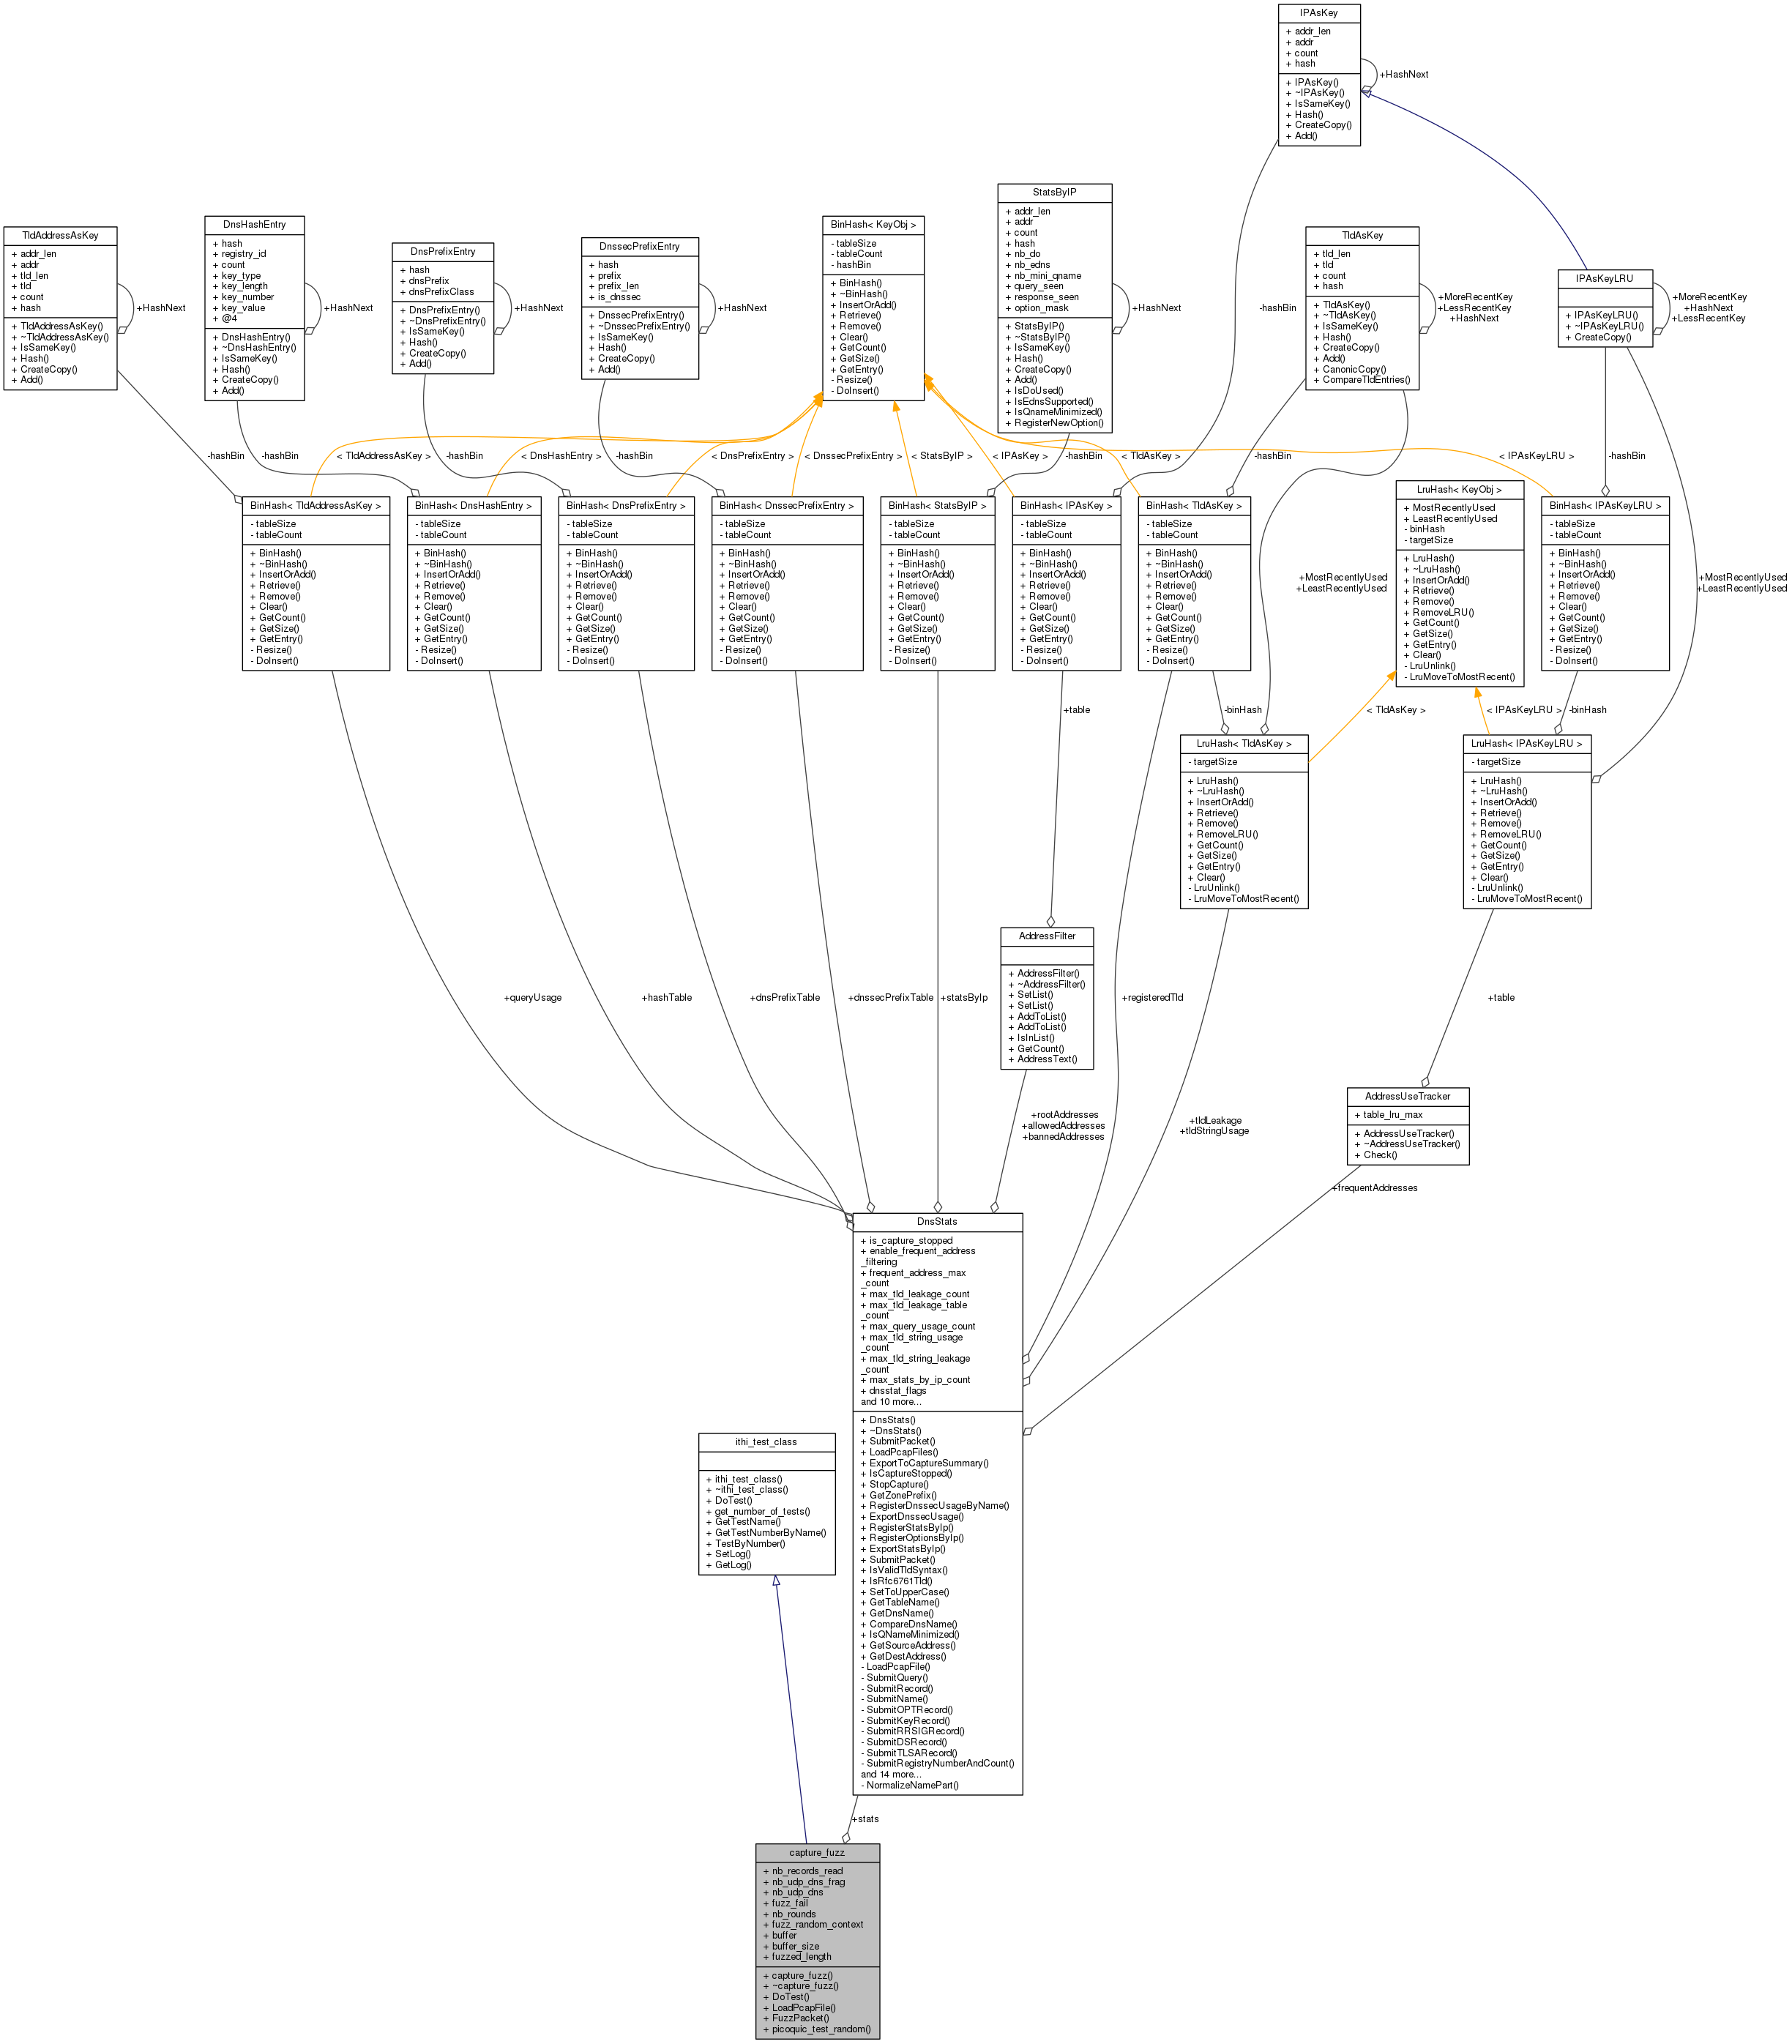 IPAsKey
+ addr_len
+ addr
+ count
+ hash
+ IPAsKey()
+ ~IPAsKey()
+ IsSameKey()
+ Hash()
+ CreateCopy()
+ Add()
+HashNext
StatsByIP
+ addr_len
+ addr
+ count
+ hash
+ nb_do
+ nb_edns
+ nb_mini_qname
+ query_seen
+ response_seen
+ option_mask
+ StatsByIP()
+ ~StatsByIP()
+ IsSameKey()
+ Hash()
+ CreateCopy()
+ Add()
+ IsDoUsed()
+ IsEdnsSupported()
+ IsQnameMinimized()
+ RegisterNewOption()
+HashNext
TldAddressAsKey
+ addr_len
+ addr
+ tld_len
+ tld
+ count
+ hash
+ TldAddressAsKey()
+ ~TldAddressAsKey()
+ IsSameKey()
+ Hash()
+ CreateCopy()
+ Add()
+HashNext
DnsHashEntry
+ hash
+ registry_id
+ count
+ key_type
+ key_length
+ key_number
+ key_value
+ @4
+ DnsHashEntry()
+ ~DnsHashEntry()
+ IsSameKey()
+ Hash()
+ CreateCopy()
+ Add()
+HashNext
DnsPrefixEntry
+ hash
+ dnsPrefix
+ dnsPrefixClass
+ DnsPrefixEntry()
+ ~DnsPrefixEntry()
+ IsSameKey()
+ Hash()
+ CreateCopy()
+ Add()
+HashNext
DnssecPrefixEntry
+ hash
+ prefix
+ prefix_len
+ is_dnssec
+ DnssecPrefixEntry()
+ ~DnssecPrefixEntry()
+ IsSameKey()
+ Hash()
+ CreateCopy()
+ Add()
+HashNext
BinHash< KeyObj >
- tableSize
- tableCount
- hashBin
+ BinHash()
+ ~BinHash()
+ InsertOrAdd()
+ Retrieve()
+ Remove()
+ Clear()
+ GetCount()
+ GetSize()
+ GetEntry()
- Resize()
- DoInsert()
-hashBin
TldAsKey
+ tld_len
+ tld
+ count
+ hash
+ TldAsKey()
+ ~TldAsKey()
+ IsSameKey()
+ Hash()
+ CreateCopy()
+ Add()
+ CanonicCopy()
+ CompareTldEntries()
+MoreRecentKey
+LessRecentKey
+HashNext
IPAsKeyLRU
+ IPAsKeyLRU()
+ ~IPAsKeyLRU()
+ CreateCopy()
+MoreRecentKey
+HashNext
+LessRecentKey
-hashBin
< TldAddressAsKey >
-hashBin
< DnsHashEntry >
-hashBin
< DnsPrefixEntry >
-hashBin
< DnssecPrefixEntry >
< StatsByIP >
< IPAsKey >
-hashBin
< TldAsKey >
-hashBin
< IPAsKeyLRU >
-hashBin
BinHash< TldAddressAsKey >
- tableSize
- tableCount
+ BinHash()
+ ~BinHash()
+ InsertOrAdd()
+ Retrieve()
+ Remove()
+ Clear()
+ GetCount()
+ GetSize()
+ GetEntry()
- Resize()
- DoInsert()
BinHash< DnsHashEntry >
- tableSize
- tableCount
+ BinHash()
+ ~BinHash()
+ InsertOrAdd()
+ Retrieve()
+ Remove()
+ Clear()
+ GetCount()
+ GetSize()
+ GetEntry()
- Resize()
- DoInsert()
BinHash< DnsPrefixEntry >
- tableSize
- tableCount
+ BinHash()
+ ~BinHash()
+ InsertOrAdd()
+ Retrieve()
+ Remove()
+ Clear()
+ GetCount()
+ GetSize()
+ GetEntry()
- Resize()
- DoInsert()
BinHash< DnssecPrefixEntry >
- tableSize
- tableCount
+ BinHash()
+ ~BinHash()
+ InsertOrAdd()
+ Retrieve()
+ Remove()
+ Clear()
+ GetCount()
+ GetSize()
+ GetEntry()
- Resize()
- DoInsert()
BinHash< StatsByIP >
- tableSize
- tableCount
+ BinHash()
+ ~BinHash()
+ InsertOrAdd()
+ Retrieve()
+ Remove()
+ Clear()
+ GetCount()
+ GetSize()
+ GetEntry()
- Resize()
- DoInsert()
BinHash< IPAsKey >
- tableSize
- tableCount
+ BinHash()
+ ~BinHash()
+ InsertOrAdd()
+ Retrieve()
+ Remove()
+ Clear()
+ GetCount()
+ GetSize()
+ GetEntry()
- Resize()
- DoInsert()
BinHash< TldAsKey >
- tableSize
- tableCount
+ BinHash()
+ ~BinHash()
+ InsertOrAdd()
+ Retrieve()
+ Remove()
+ Clear()
+ GetCount()
+ GetSize()
+ GetEntry()
- Resize()
- DoInsert()
+MostRecentlyUsed
+LeastRecentlyUsed
LruHash< KeyObj >
+ MostRecentlyUsed
+ LeastRecentlyUsed
- binHash
- targetSize
+ LruHash()
+ ~LruHash()
+ InsertOrAdd()
+ Retrieve()
+ Remove()
+ RemoveLRU()
+ GetCount()
+ GetSize()
+ GetEntry()
+ Clear()
- LruUnlink()
- LruMoveToMostRecent()
BinHash< IPAsKeyLRU >
- tableSize
- tableCount
+ BinHash()
+ ~BinHash()
+ InsertOrAdd()
+ Retrieve()
+ Remove()
+ Clear()
+ GetCount()
+ GetSize()
+ GetEntry()
- Resize()
- DoInsert()
+MostRecentlyUsed
+LeastRecentlyUsed
+table
-binHash
< TldAsKey >
< IPAsKeyLRU >
-binHash
LruHash< TldAsKey >
- targetSize
+ LruHash()
+ ~LruHash()
+ InsertOrAdd()
+ Retrieve()
+ Remove()
+ RemoveLRU()
+ GetCount()
+ GetSize()
+ GetEntry()
+ Clear()
- LruUnlink()
- LruMoveToMostRecent()
LruHash< IPAsKeyLRU >
- targetSize
+ LruHash()
+ ~LruHash()
+ InsertOrAdd()
+ Retrieve()
+ Remove()
+ RemoveLRU()
+ GetCount()
+ GetSize()
+ GetEntry()
+ Clear()
- LruUnlink()
- LruMoveToMostRecent()
AddressFilter
+ AddressFilter()
+ ~AddressFilter()
+ SetList()
+ SetList()
+ AddToList()
+ AddToList()
+ IsInList()
+ GetCount()
+ AddressText()
+queryUsage
+hashTable
+dnsPrefixTable
+dnssecPrefixTable
+statsByIp
+registeredTld
+table
+rootAddresses
+allowedAddresses
+bannedAddresses
+tldLeakage
+tldStringUsage
AddressUseTracker
+ table_lru_max
+ AddressUseTracker()
+ ~AddressUseTracker()
+ Check()
+frequentAddresses
DnsStats
+ is_capture_stopped
+ enable_frequent_address
_filtering
+ frequent_address_max
_count
+ max_tld_leakage_count
+ max_tld_leakage_table
_count
+ max_query_usage_count
+ max_tld_string_usage
_count
+ max_tld_string_leakage
_count
+ max_stats_by_ip_count
+ dnsstat_flags
and 10 more...
+ DnsStats()
+ ~DnsStats()
+ SubmitPacket()
+ LoadPcapFiles()
+ ExportToCaptureSummary()
+ IsCaptureStopped()
+ StopCapture()
+ GetZonePrefix()
+ RegisterDnssecUsageByName()
+ ExportDnssecUsage()
+ RegisterStatsByIp()
+ RegisterOptionsByIp()
+ ExportStatsByIp()
+ SubmitPacket()
+ IsValidTldSyntax()
+ IsRfc6761Tld()
+ SetToUpperCase()
+ GetTableName()
+ GetDnsName()
+ CompareDnsName()
+ IsQNameMinimized()
+ GetSourceAddress()
+ GetDestAddress()
- LoadPcapFile()
- SubmitQuery()
- SubmitRecord()
- SubmitName()
- SubmitOPTRecord()
- SubmitKeyRecord()
- SubmitRRSIGRecord()
- SubmitDSRecord()
- SubmitTLSARecord()
- SubmitRegistryNumberAndCount()
and 14 more...
- NormalizeNamePart()
ithi_test_class
+ ithi_test_class()
+ ~ithi_test_class()
+ DoTest()
+ get_number_of_tests()
+ GetTestName()
+ GetTestNumberByName()
+ TestByNumber()
+ SetLog()
+ GetLog()
+stats
capture_fuzz
+ nb_records_read
+ nb_udp_dns_frag
+ nb_udp_dns
+ fuzz_fail
+ nb_rounds
+ fuzz_random_context
+ buffer
+ buffer_size
+ fuzzed_length
+ capture_fuzz()
+ ~capture_fuzz()
+ DoTest()
+ LoadPcapFile()
+ FuzzPacket()
+ picoquic_test_random()